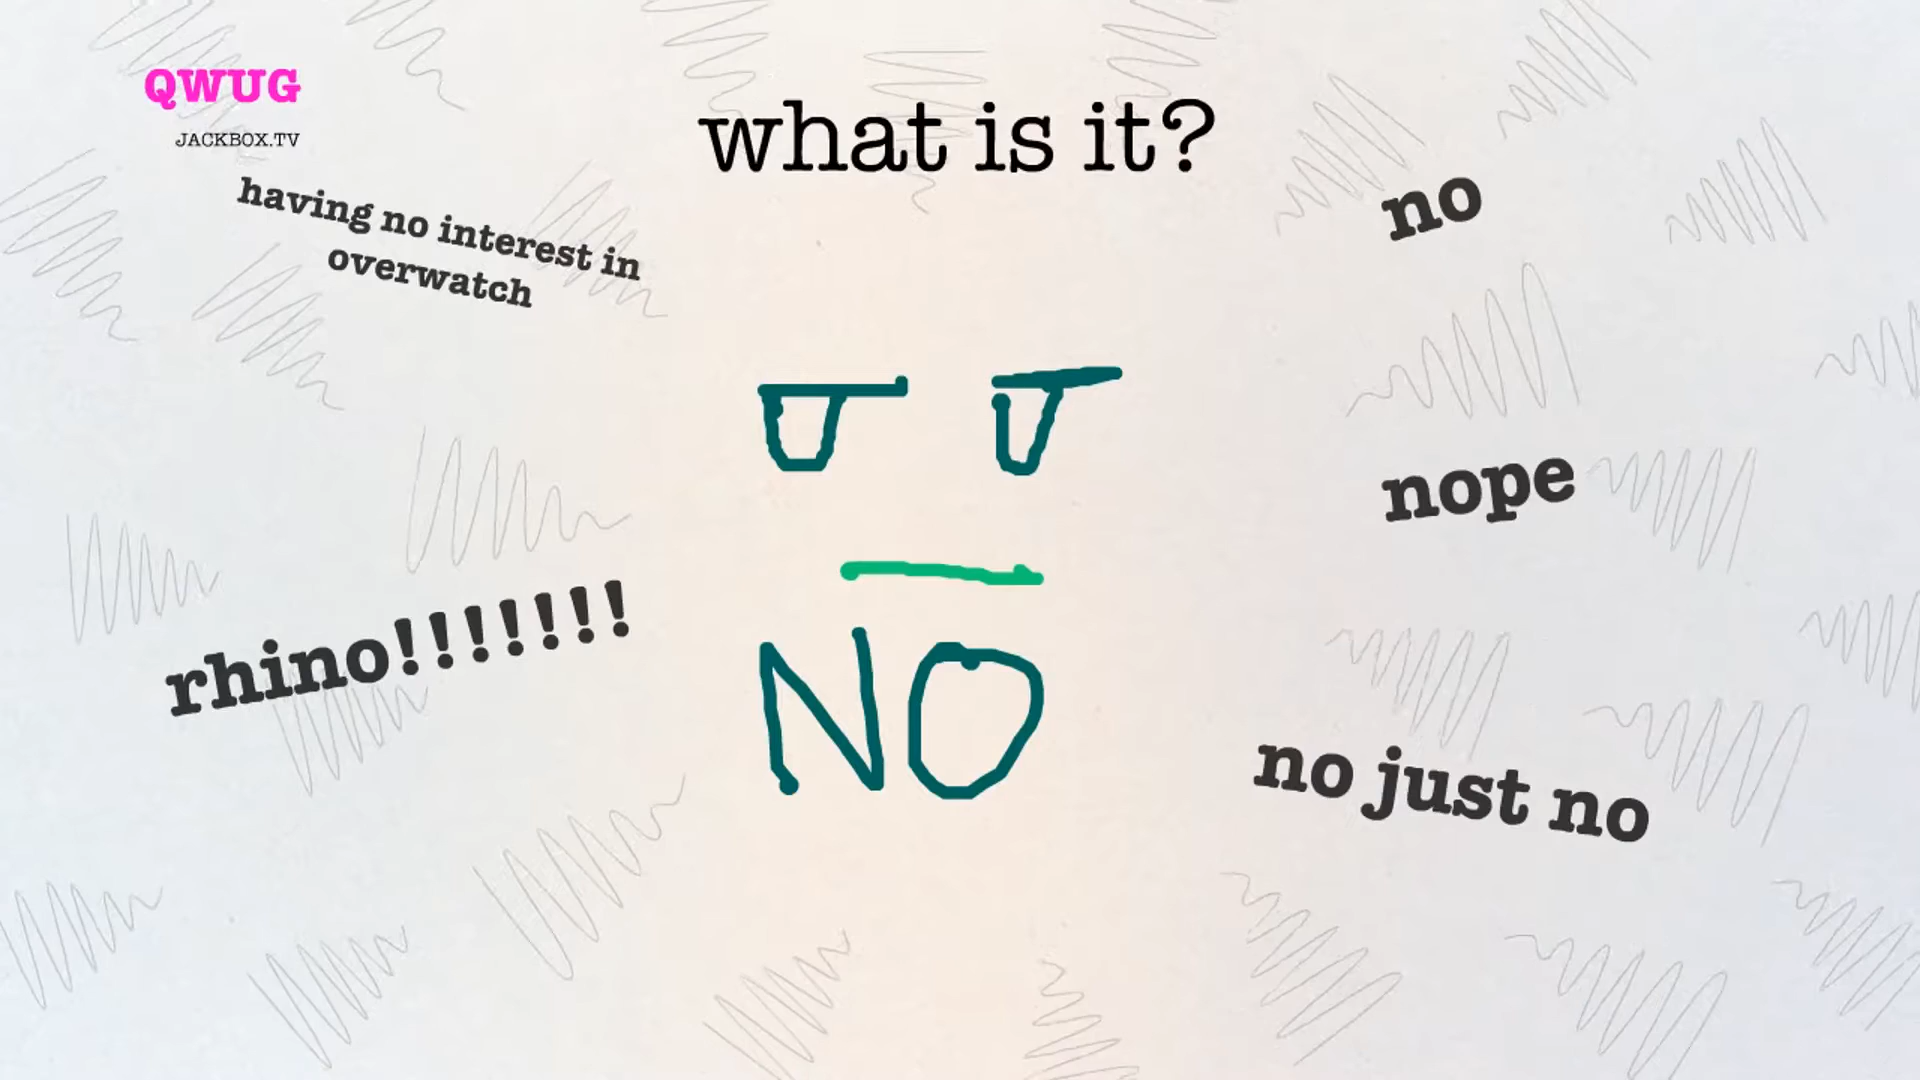 QWUG
JACKBOX.TV
what is it?
having no interest in
overwatch
no
nope
rhino!!!!!!!
NO
no just no